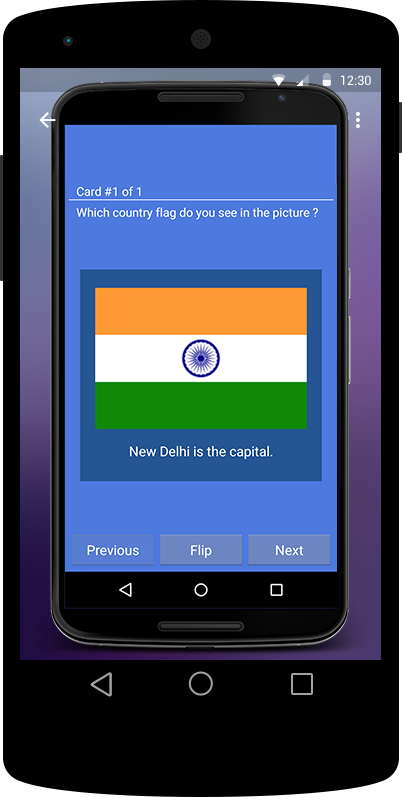 12:30
Card #1 of 1
Which country flag do you see in the picture ?
New Delhi is the capital.
Previous Flip Next